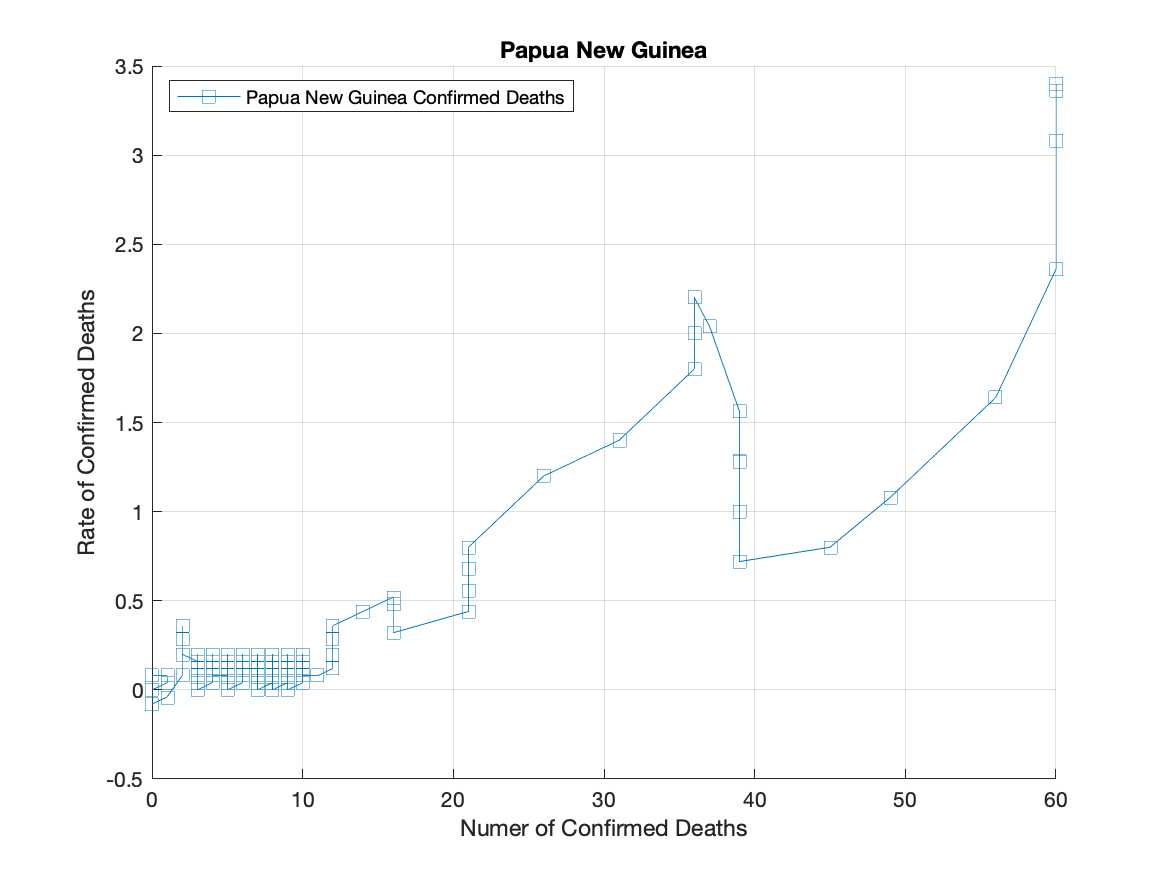 Papua New Guinea
Papua New Guinea Confirmed Deaths
3.5
3
2.5
2
1.5
1
0.5
0
-0.5
Rate of Confirmed Deaths
0 10 20 30 40 50 60
Numer of Confirmed Deaths